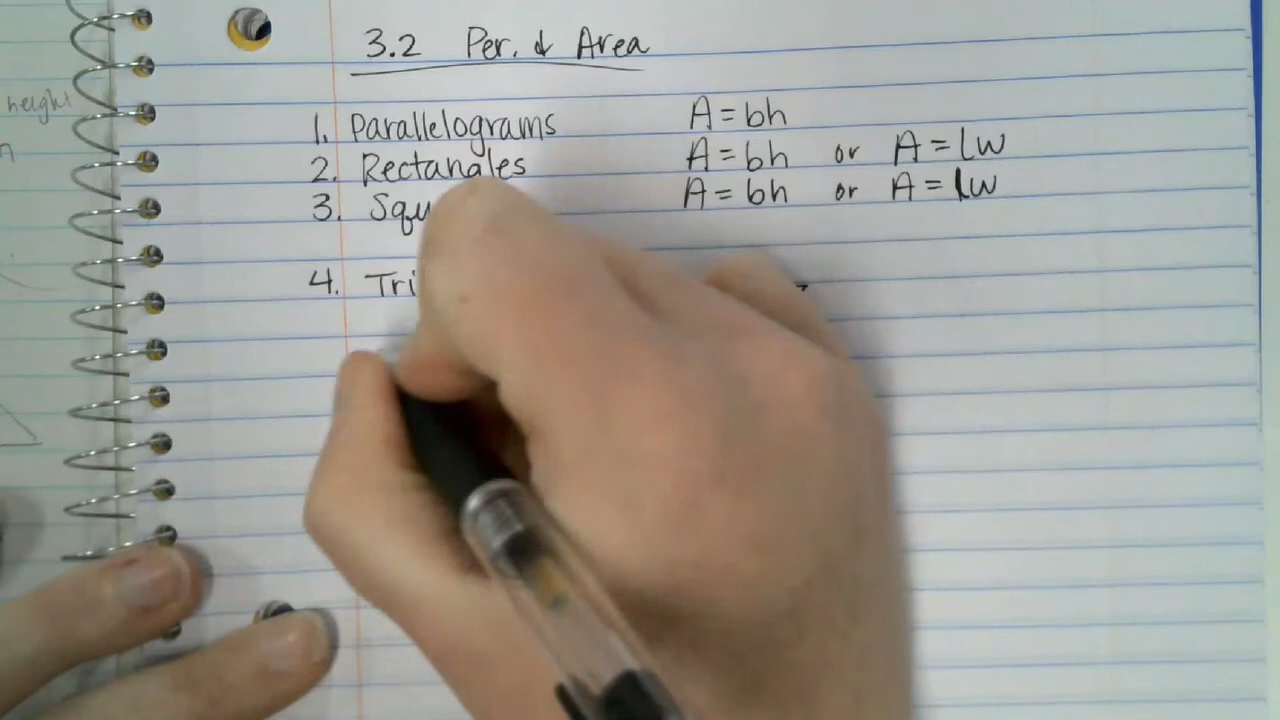 3.2 Per. & Area
height
1. Parallelograms A = bh
2. Rectangles A = bh or A = lw
3. Squ A = bh or A = lw
4. Tri